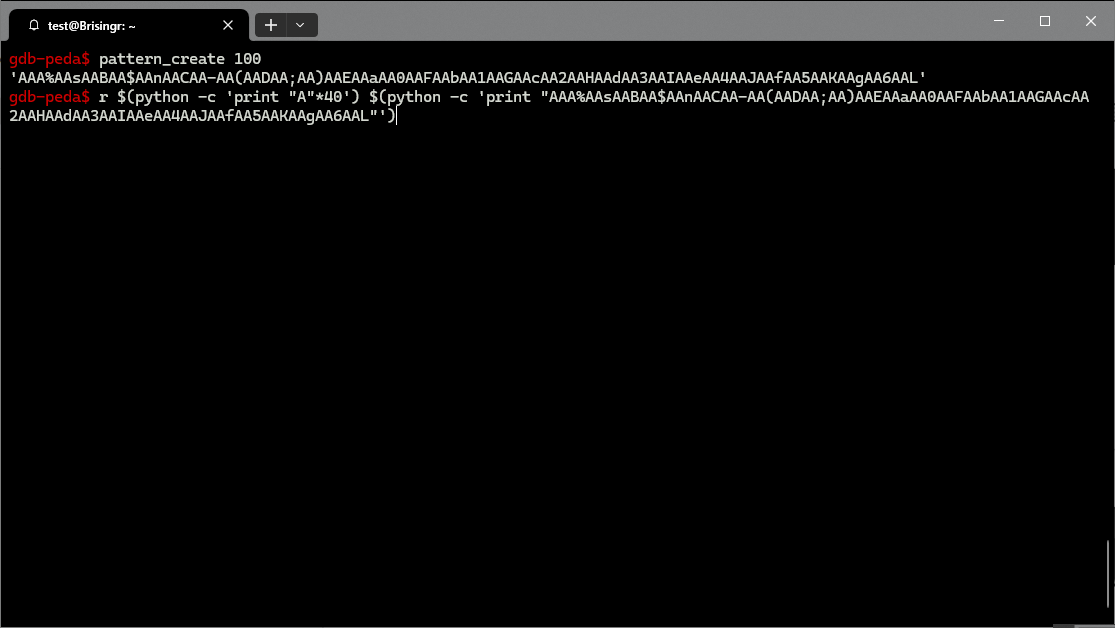 test@Brisingr: ~
gdb-peda$ pattern_create 100
'AAA%AAsAABAA$AAnAACAA-AA(AADAA;AA)AAEAAaAA0AAFAAbAA1AAGAAcAA2AAHAAdAA3AAIAAeAA4AAJAAfAA5AAKAAgAA6AAL'
gdb-peda$ r $(python -c 'print "A"*40') $(python -c 'print "AAA%AAsAABAA$AAnAACAA-AA(AADAA;AA)AAEAAaAA0AAFAAbAA1AAGAAcAA
2AAHAAdAA3AAIAAeAA4AAJAAfAA5AAKAAgAA6AAL"')